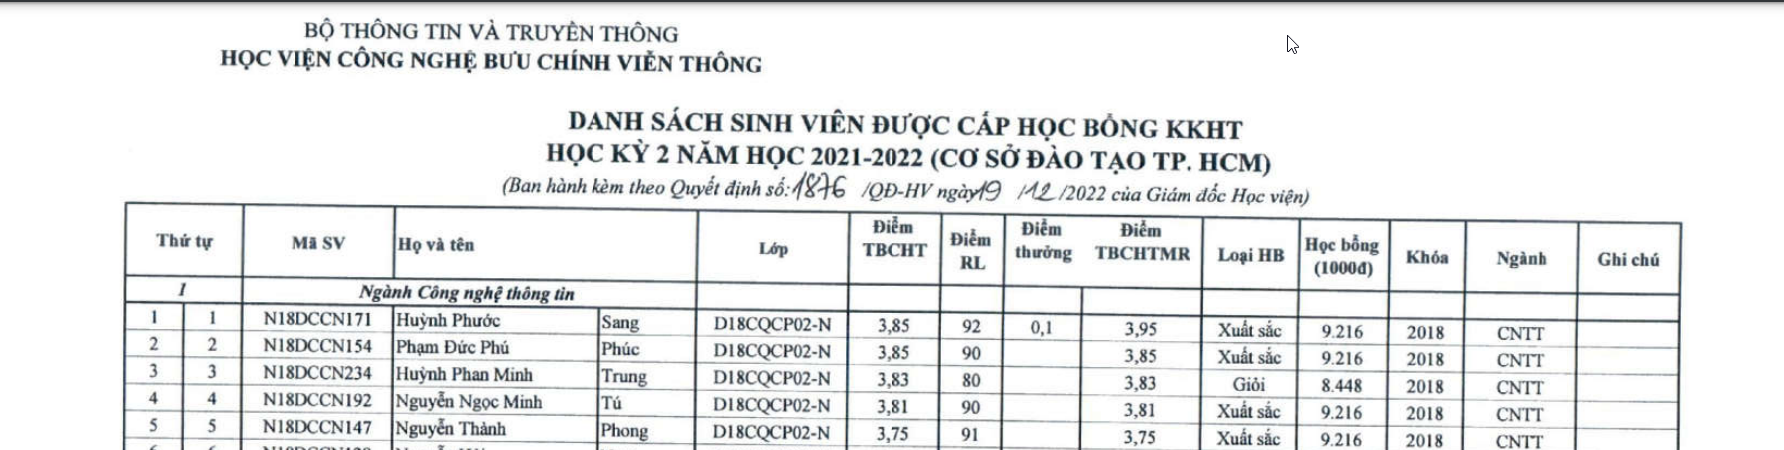 BỘ THÔNG TIN VÀ TRUYỀN THÔNG
HỌC VIỆN CÔNG NGHỆ BƯU CHÍNH VIỄN THÔNG
DANH SÁCH SINH VIÊN ĐƯỢC CẤP HỌC BỔNG KKHT
HỌC KỲ 2 NĂM HỌC 2021-2022 (CƠ SỞ ĐÀO TẠO TP. HCM)
(Ban hành kèm theo Quyết định số: 1876 /QĐ-HV ngày 19 /12 /2022 của Giám đốc Học viện)
Thứ tự Mã SV Họ và tên Lớp Điểm TBCHT Điểm RL Điểm thưởng Điểm TBCHTMR Loại HB Học bổng (1000đ) Khóa Ngành Ghi chú
I Ngành Công nghệ thông tin
1 1 N18DCCN171 Huỳnh Phước Sang D18CQCP02-N 3,85 92 0,1 3,95 Xuất sắc 9.216 2018 CNTT
2 2 N18DCCN154 Phạm Đức Phú Phúc D18CQCP02-N 3,85 90 3,85 Xuất sắc 9.216 2018 CNTT
3 3 N18DCCN234 Huỳnh Phan Minh Trung D18CQCP02-N 3,83 80 3,83 Giỏi 8.448 2018 CNTT
4 4 N18DCCN192 Nguyễn Ngọc Minh Tú D18CQCP02-N 3,81 90 3,81 Xuất sắc 9.216 2018 CNTT
5 5 N18DCCN147 Nguyễn Thành Phong D18CQCP02-N 3,75 91 3,75 Xuất sắc 9.216 2018 CNTT